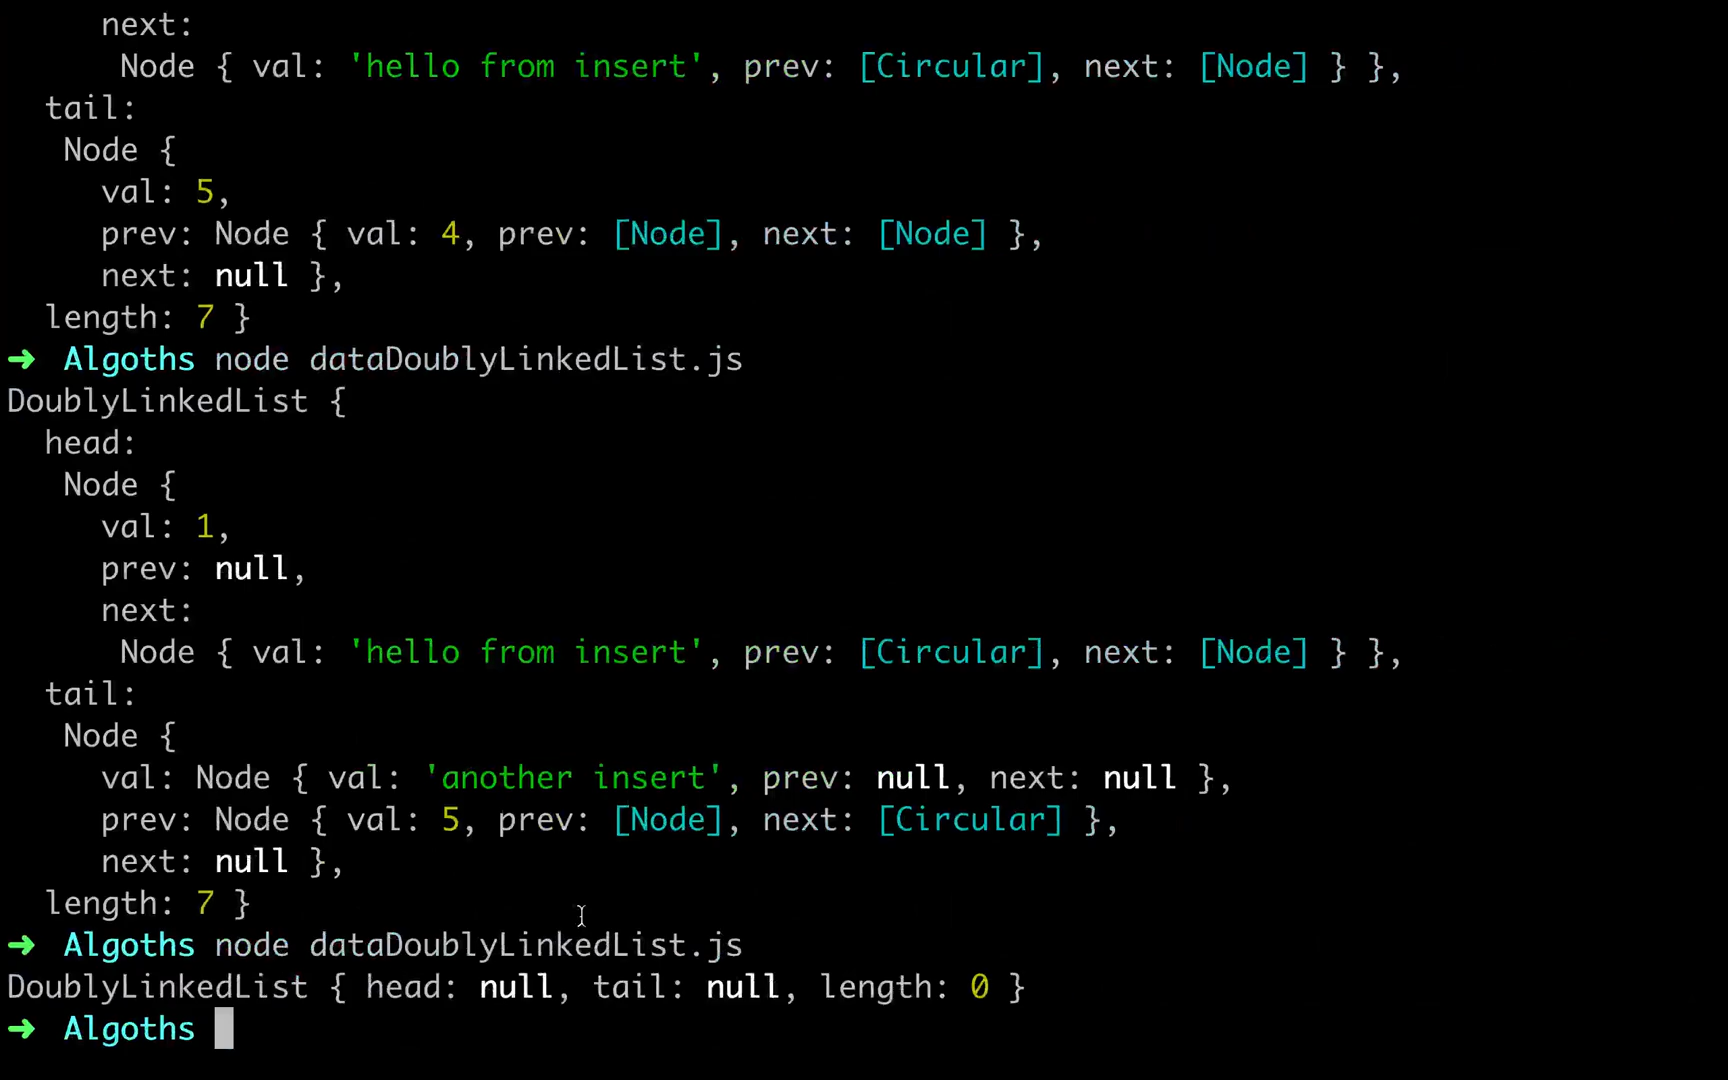 next:
Node { val: 'hello from insert', prev: [Circular], next: [Node] } },
tail:
Node {
val: 5,
prev: Node { val: 4, prev: [Node], next: [Node] },
next: null },
length: 7 }
➜ Algoths node dataDoublyLinkedList.js
DoublyLinkedList {
head:
Node {
val: 1,
prev: null,
next:
Node { val: 'hello from insert', prev: [Circular], next: [Node] } },
tail:
Node {
val: Node { val: 'another insert', prev: null, next: null },
prev: Node { val: 5, prev: [Node], next: [Circular] },
next: null },
length: 7 }
➜ Algoths node dataDoublyLinkedList.js
DoublyLinkedList { head: null, tail: null, length: 0 }
➜ Algoths